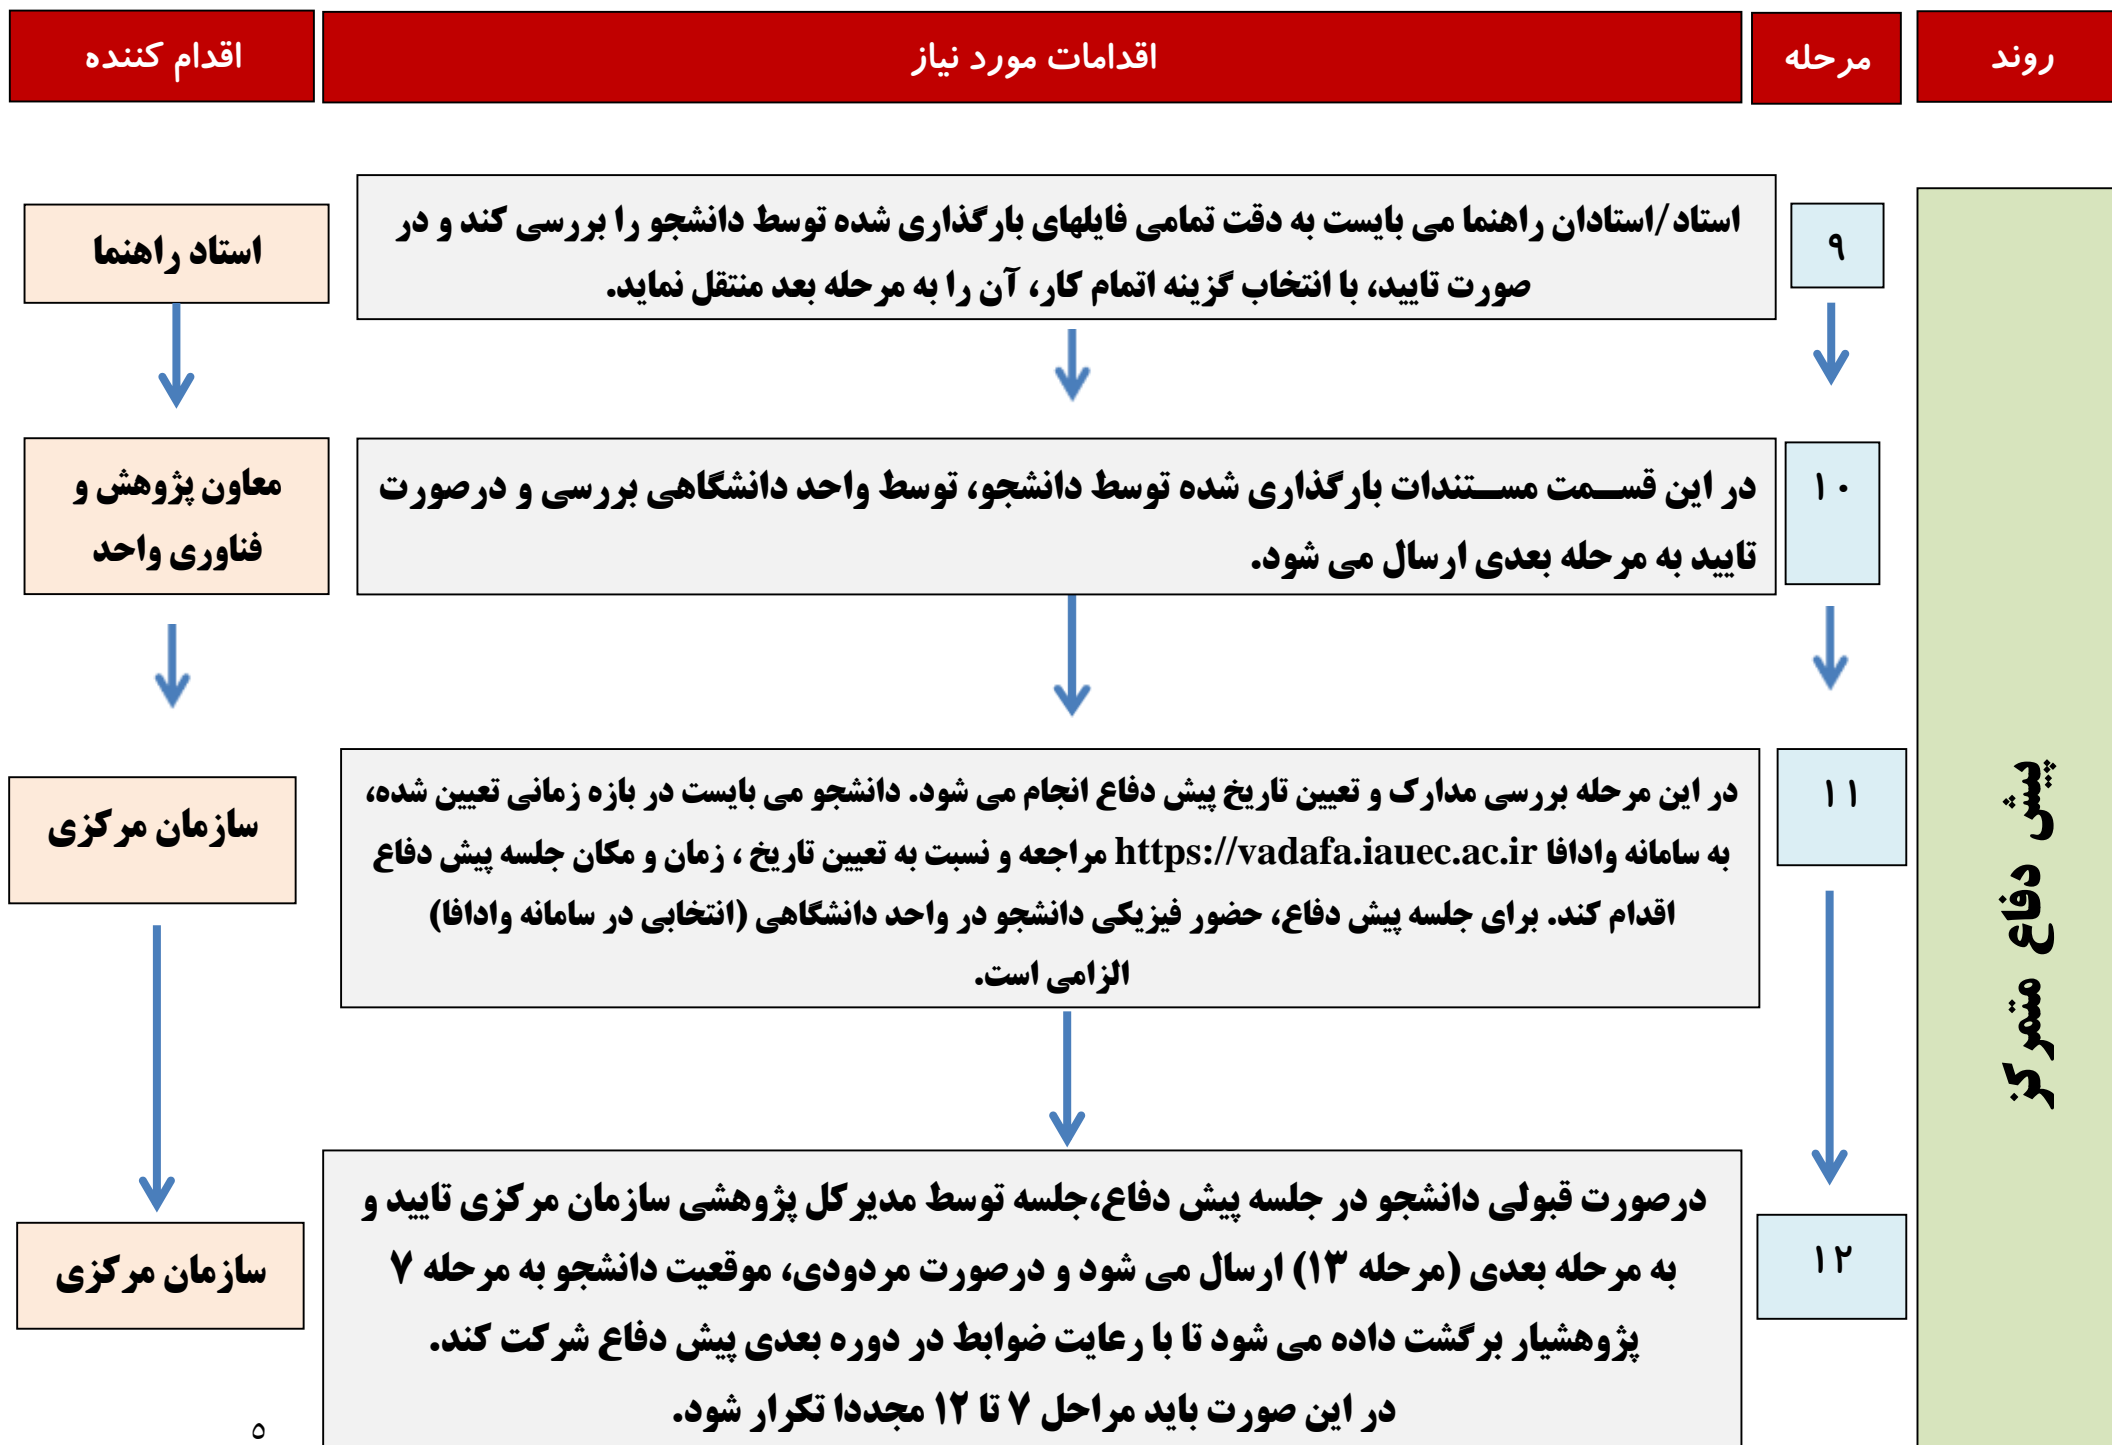 روند
مرحله
اقدامات مورد نیاز
اقدام کننده
پیش دفاع متمرکز
۹
استاد/استادان راهنما می بایست به دقت تمامی فایلهای بارگذاری شده توسط دانشجو را بررسی کند و در
صورت تایید، با انتخاب گزینه اتمام کار، آن را به مرحله بعد منتقل نماید.
استاد راهنما
۱۰
در این قســمت مســتندات بارگذاری شده توسط دانشجو، توسط واحد دانشگاهی بررسی و درصورت
تایید به مرحله بعدی ارسال می شود.
معاون پژوهش و
فناوری واحد
۱۱
در این مرحله بررسی مدارک و تعیین تاریخ پیش دفاع انجام می شود. دانشجو می بایست در بازه زمانی تعیین شده،
به سامانه وادافا https://vadafa.iauec.ac.ir مراجعه و نسبت به تعیین تاریخ ، زمان و مکان جلسه پیش دفاع
اقدام کند. برای جلسه پیش دفاع، حضور فیزیکی دانشجو در واحد دانشگاهی (انتخابی در سامانه وادافا)
الزامی است.
سازمان مرکزی
۱۲
درصورت قبولی دانشجو در جلسه پیش دفاع،جلسه توسط مدیرکل پژوهشی سازمان مرکزی تایید و
به مرحله بعدی (مرحله ۱۳) ارسال می شود و درصورت مردودی، موقعیت دانشجو به مرحله ۷
پژوهشیار برگشت داده می شود تا با رعایت ضوابط در دوره بعدی پیش دفاع شرکت کند.
در این صورت باید مراحل ۷ تا ۱۲ مجددا تکرار شود.
سازمان مرکزی
۵